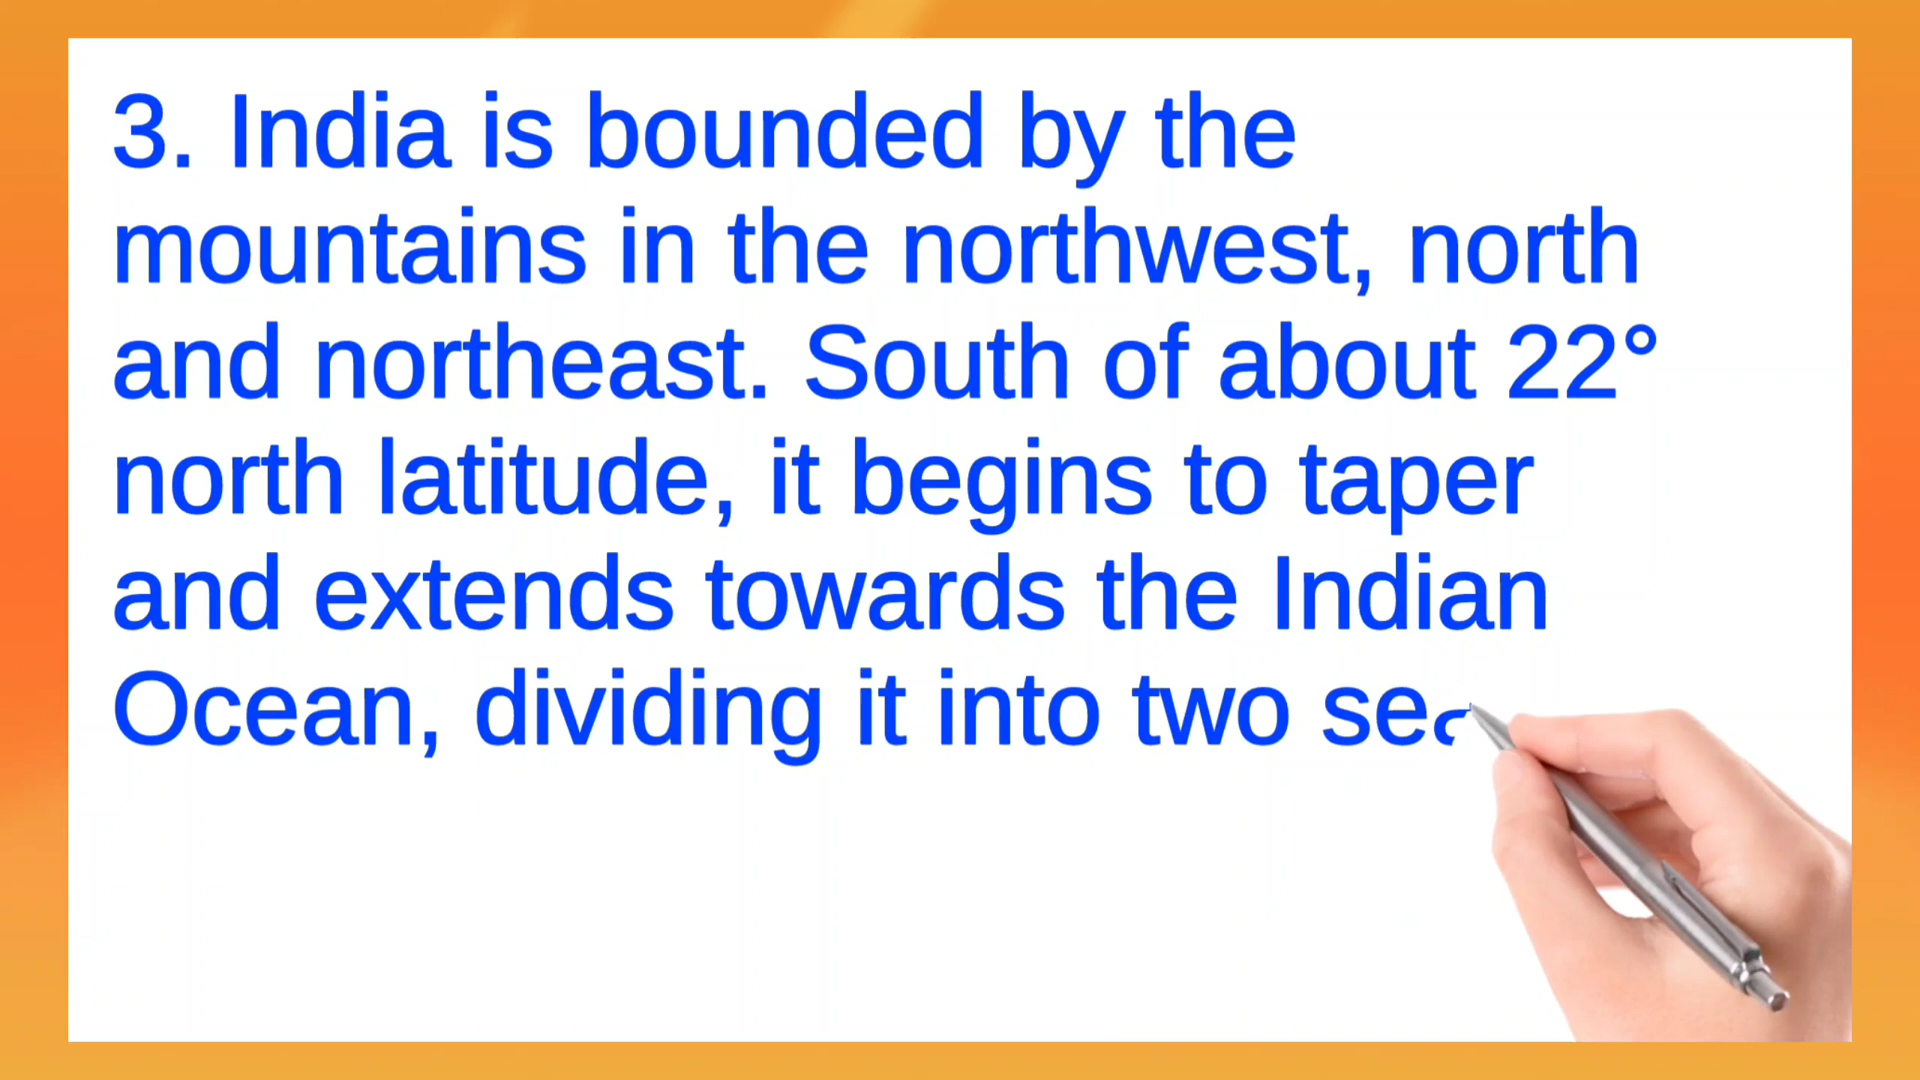 3. India is bounded by the
mountains in the northwest, north
and northeast. South of about 22°
north latitude, it begins to taper
and extends towards the Indian
Ocean, dividing it into two